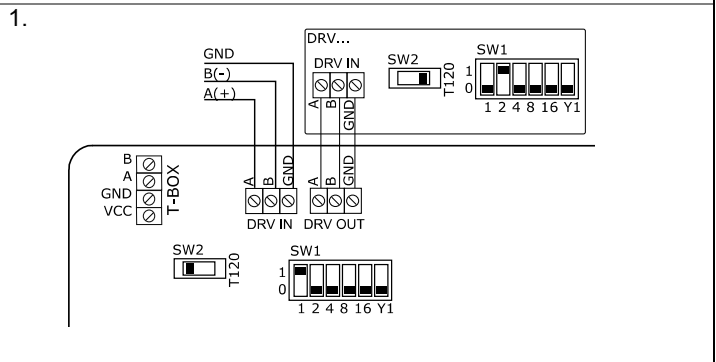 1.
DRV...
GND
B(-)
A(+)
DRV IN
A
B
GND
SW2
T120
SW1
1
0
1 2 4 8 16 Y1
B
A
GND
VCC
T-BOX
A
B
GND
DRV IN
A
B
GND
DRV OUT
SW2
T120
SW1
1
0
1 2 4 8 16 Y1